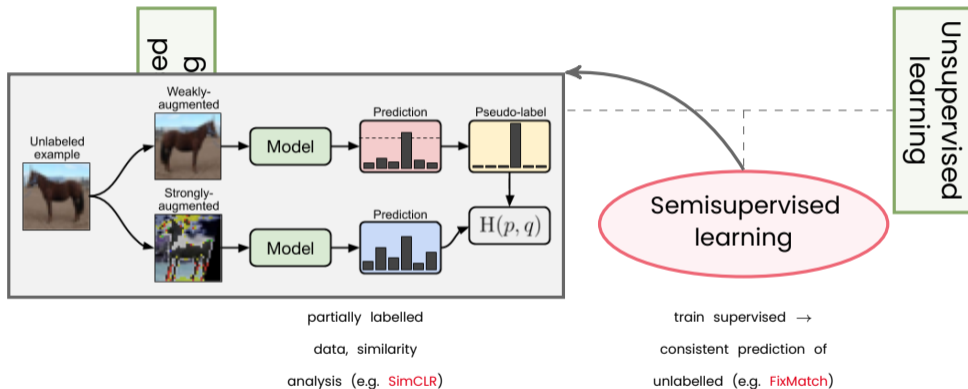 ed
g
Unsupervised
learning
Weakly-
augmented
Prediction
Pseudo-label
Unlabeled
example
Model
Strongly-
augmented
Prediction
Model
H(p, q)
Semisupervised
learning
partially labelled
data, similarity
analysis (e.g. SimCLR)
train supervised →
consistent prediction of
unlabelled (e.g. FixMatch)